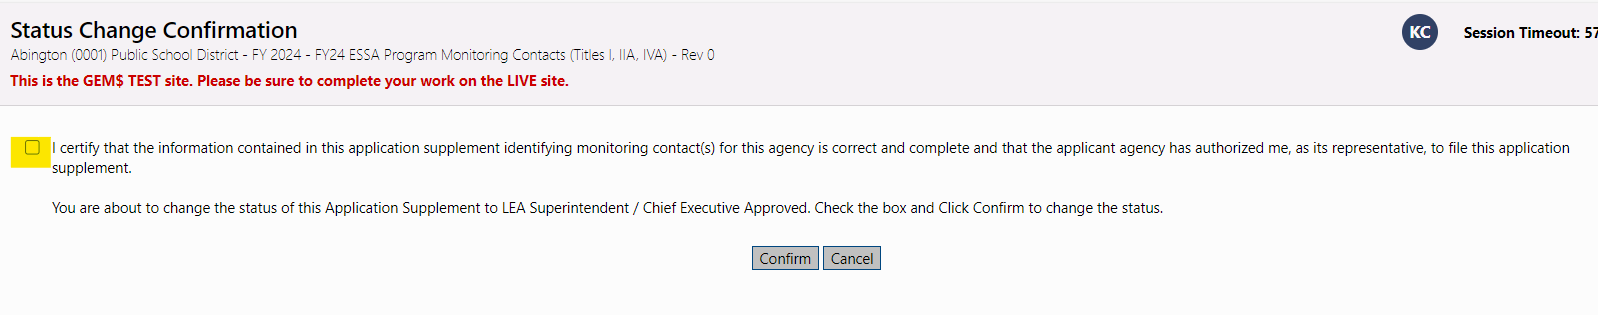 Status Change Confirmation
KC
Session Timeout: 57
Abington (0001) Public School District - FY 2024 - FY24 ESSA Program Monitoring Contacts (Titles I, IIA, IVA) - Rev 0
This is the GEM$ TEST site. Please be sure to complete your work on the LIVE site.
I certify that the information contained in this application supplement identifying monitoring contact(s) for this agency is correct and complete and that the applicant agency has authorized me, as its representative, to file this application
supplement.
You are about to change the status of this Application Supplement to LEA Superintendent / Chief Executive Approved. Check the box and Click Confirm to change the status.
Confirm Cancel